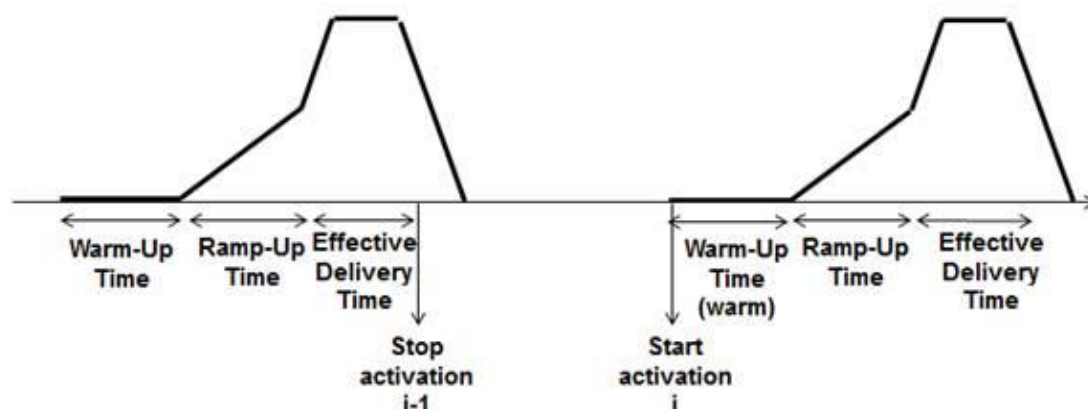 Warm-Up
Time
Ramp-Up
Time
Effective
Delivery
Time
Stop
activation
i-1
Warm-Up
Time
(warm)
Start
activation
i
Ramp-Up
Time
Effective
Delivery
Time